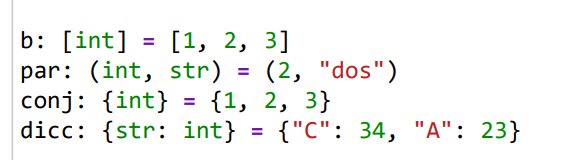 b: [int] = [1, 2, 3]
par: (int, str) = (2, "dos")
conj: {int} = {1, 2, 3}
dicc: {str: int} = {"C": 34, "A": 23}